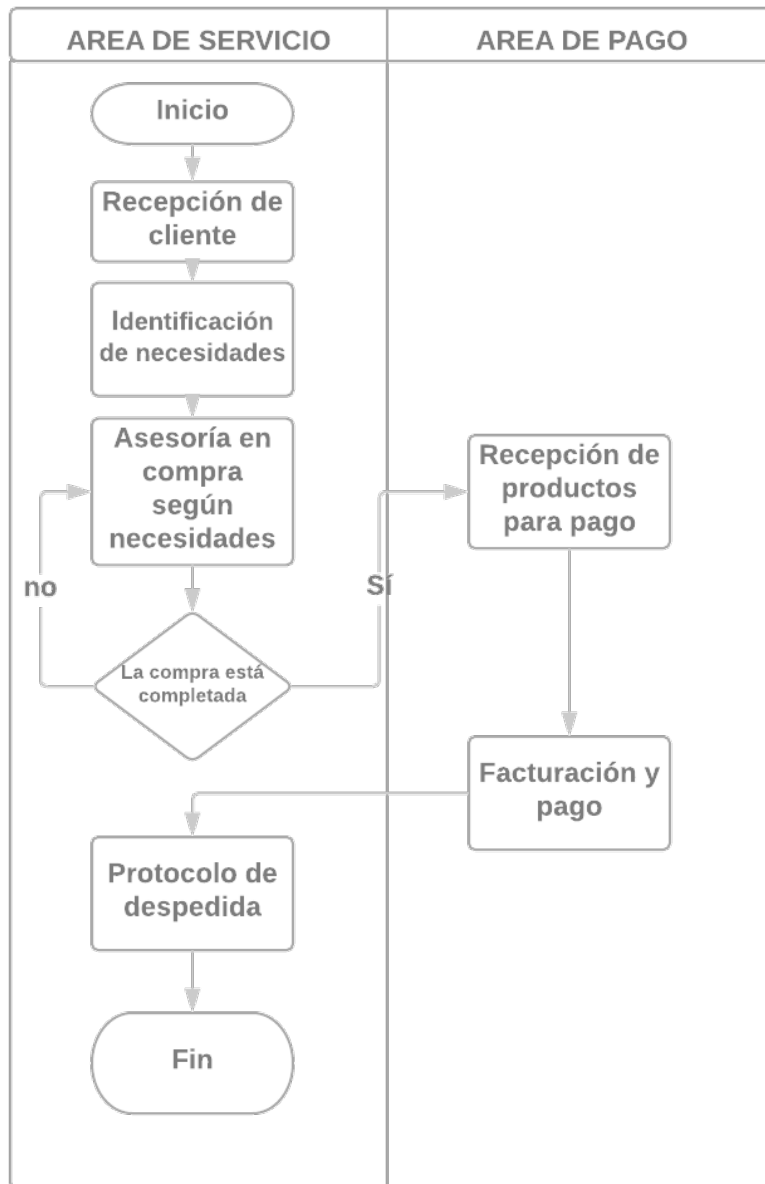 AREA DE SERVICIO
AREA DE PAGO
Inicio
Recepción de
cliente
Identificación
de necesidades
Asesoría en
compra
según
necesidades
Recepción de
productos
para pago
no
Sí
La compra está
completada
Facturación y
pago
Protocolo de
despedida
Fin